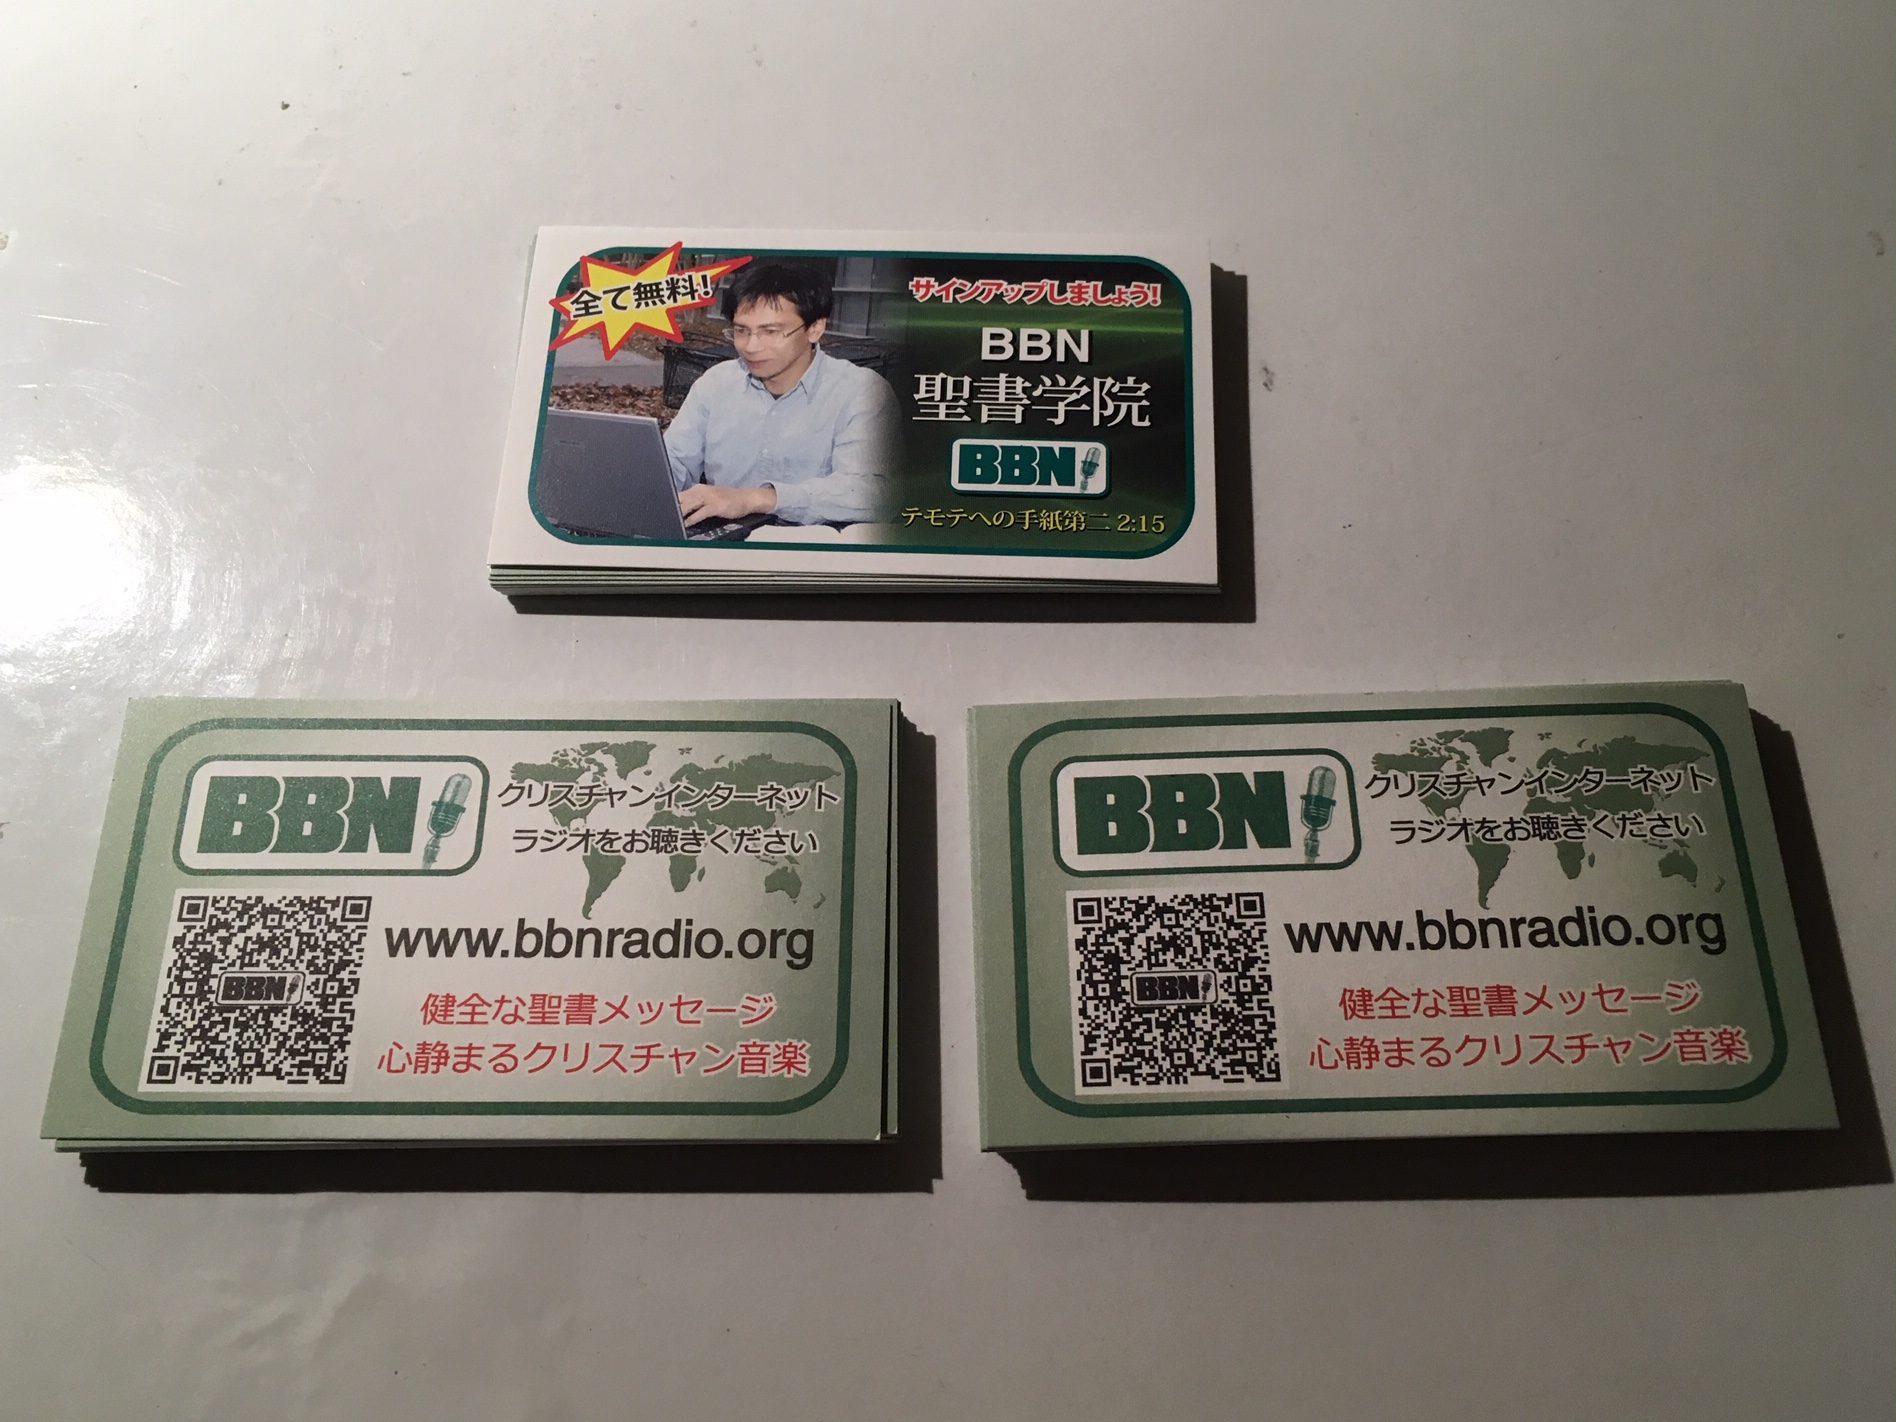 全て無料!
サインアップしましょう!
BBN
聖書学院
BBN
テモテへの手紙第二 2:15
BBN
クリスチャンインターネット
ラジオをお聴きください
www.bbnradio.org
BBN
健全な聖書メッセージ
心静まるクリスチャン音楽
BBN
クリスチャンインターネット
ラジオをお聴きください
www.bbnradio.org
BBN
健全な聖書メッセージ
心静まるクリスチャン音楽